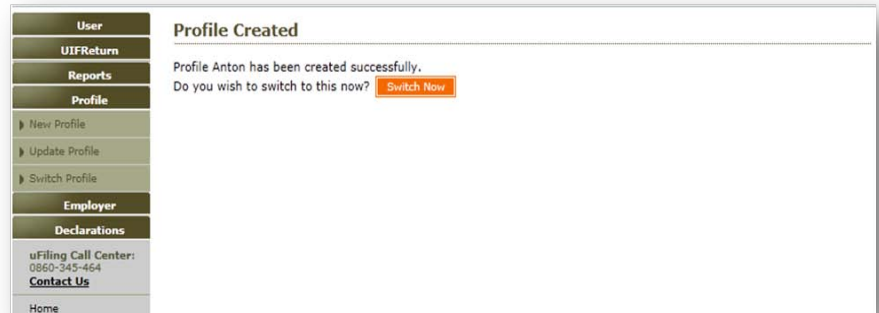 User
UIFReturn
Reports
Profile
New Profile
Update Profile
Switch Profile
Employer
Declarations
uFiling Call Center:
0860-345-464
Contact Us
Home
Profile Created
Profile Anton has been created successfully.
Do you wish to switch to this now? Switch Now